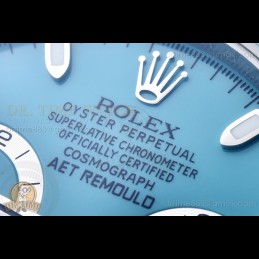 ROLEX
OYSTER PERPETUAL
SUPERLATIVE CHRONOMETER
OFFICIALLY CERTIFIED
COSMOGRAPH
AET REMOULD